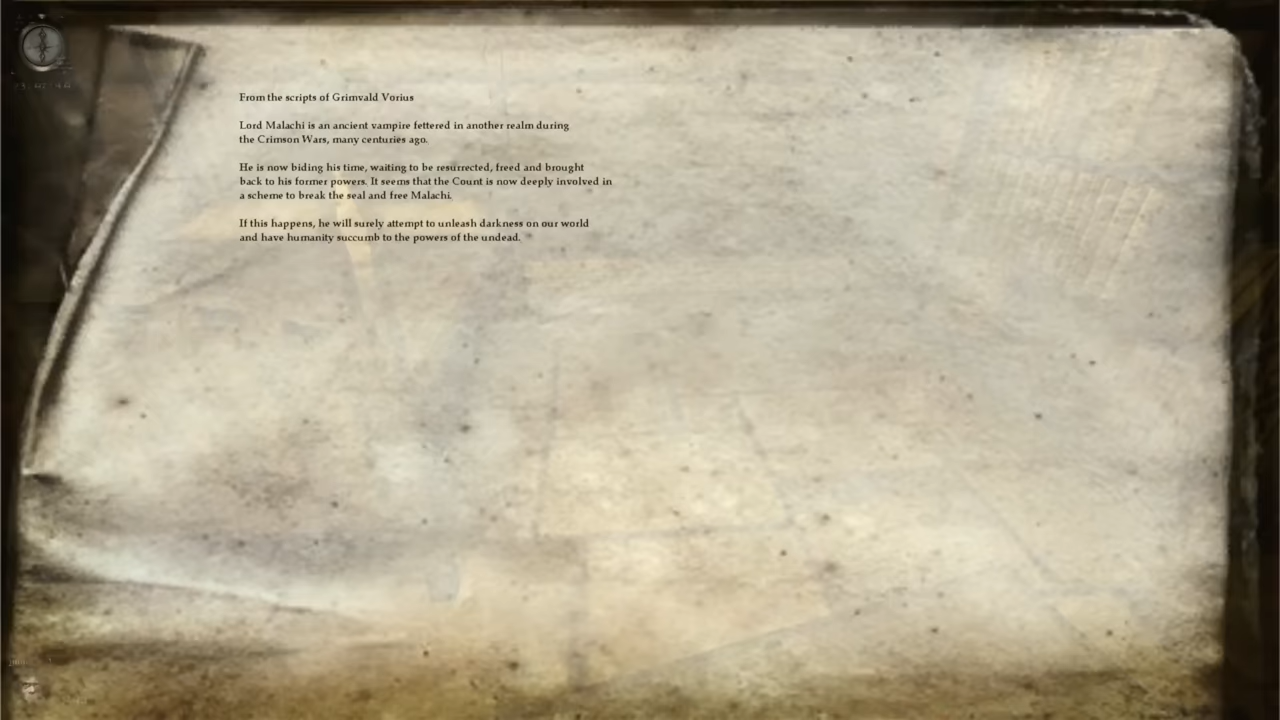 From the scripts of Grimvald Vorius
Lord Malachi is an ancient vampire fettered in another realm during
the Crimson Wars, many centuries ago.
He is now biding his time, waiting to be resurrected, freed and brought
back to his former powers. It seems that the Count is now deeply involved in
a scheme to break the seal and free Malachi.
If this happens, he will surely attempt to unleash darkness on our world
and have humanity succumb to the powers of the undead.